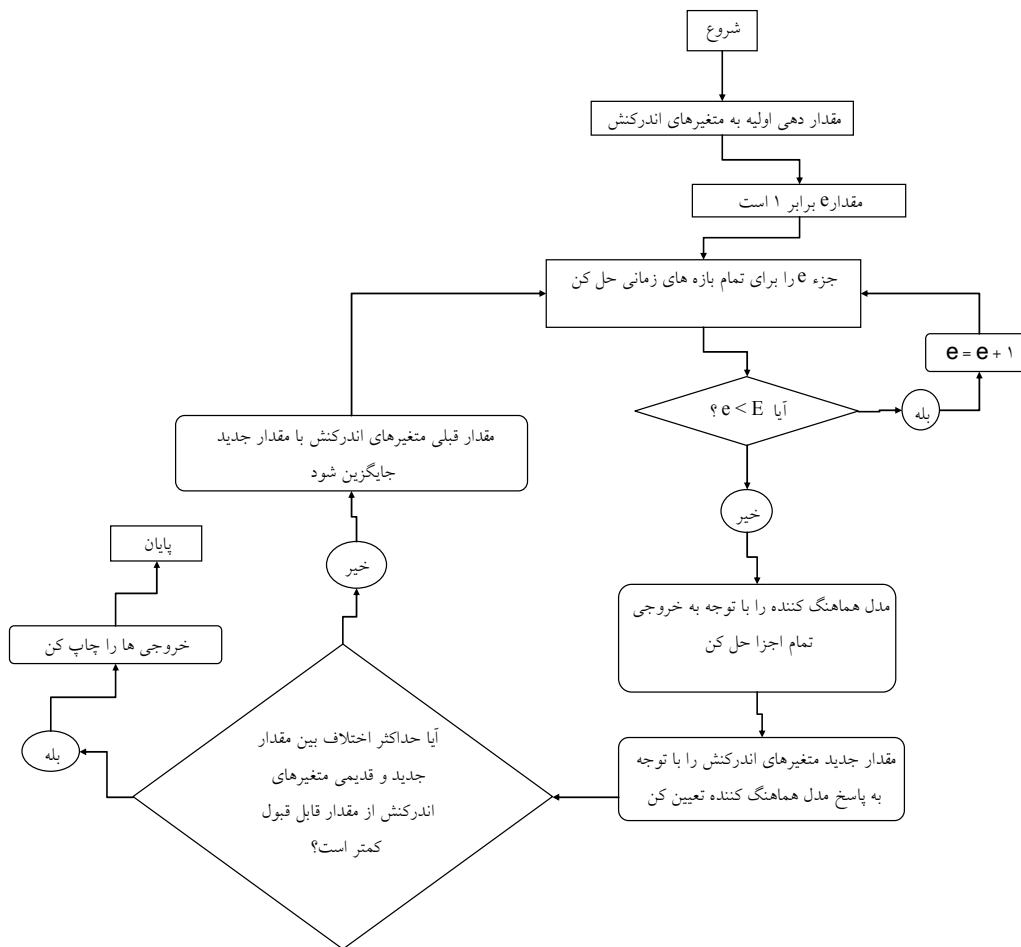 شروع
مقدار دهی اولیه به متغیرهای اندرکنش
مقدارe برابر ۱ است
جزء e را برای تمام بازه های زمانی حل کن
e = e + ۱
آیا e < E ؟
بله
مقدار قبلی متغیرهای اندرکنش با مقدار جدید
جایگزین شود
خیر
پایان
خیر
مدل هماهنگ کننده را با توجه به خروجی
تمام اجزا حل کن
خروجی ها را چاپ کن
بله
آیا حداکثر اختلاف بین مقدار
جدید و قدیمی متغیرهای
اندرکنش از مقدار قابل قبول
کمتر است؟
مقدار جدید متغیرهای اندرکنش را با توجه
به پاسخ مدل هماهنگ کننده تعیین کن